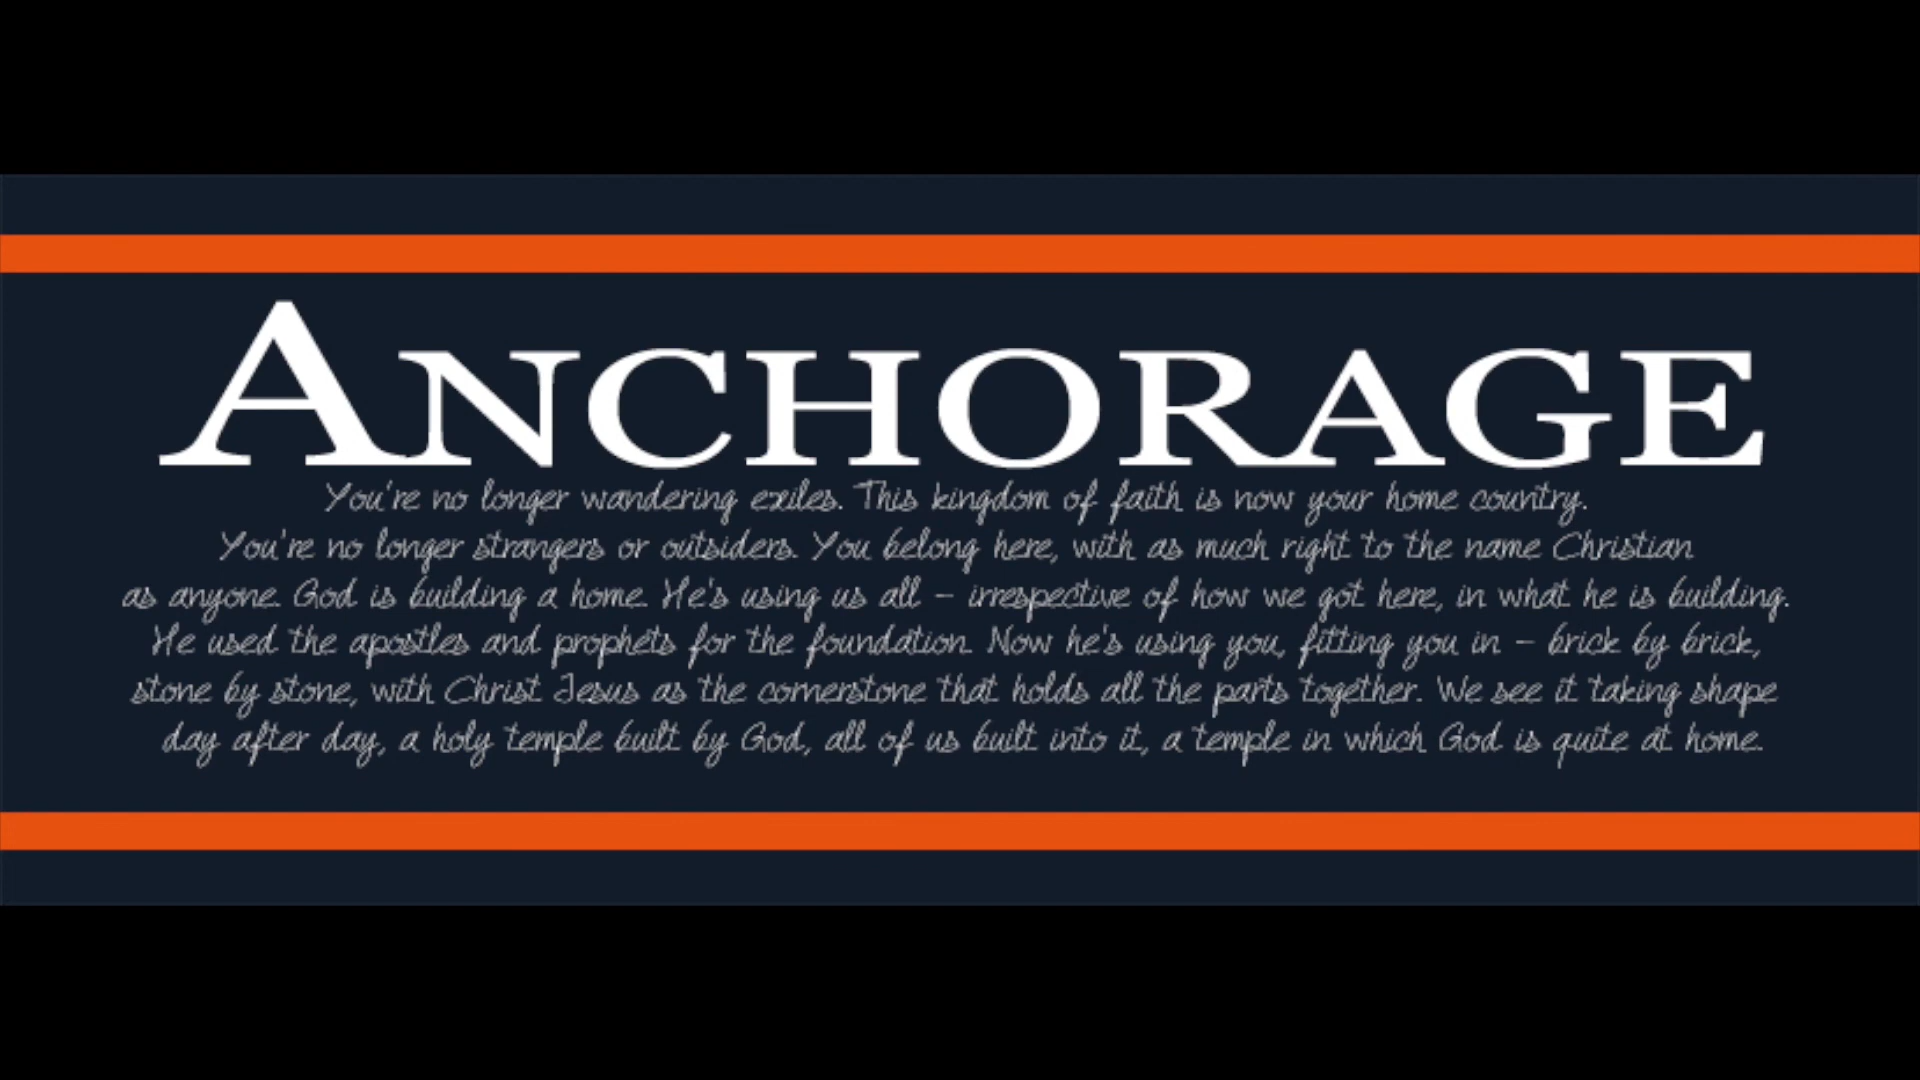 ANCHORAGE
You're no longer wandering exiles. This kingdom of faith is now your home country.
You're no longer strangers or outsiders. You belong here, with as much right to the name Christian
as anyone. God is building a home. He's using us all – irrespective of how we got here, in what he is building.
He used the apostles and prophets for the foundation. Now he's using you, fitting you in – brick by brick,
stone by stone, with Christ Jesus as the cornerstone that holds all the parts together. We see it taking shape
day after day, a holy temple built by God, all of us built into it, a temple in which God is quite at home.